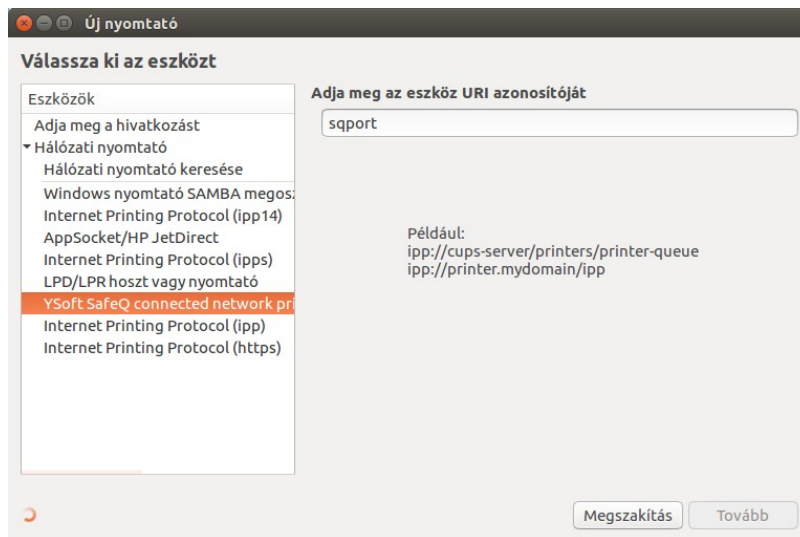 Új nyomtató
Válassza ki az eszközt
Eszközök
Adja meg a hivatkozást
Hálózati nyomtató
Hálózati nyomtató keresése
Windows nyomtató SAMBA megos
Internet Printing Protocol (ipp14)
AppSocket/HP JetDirect
Internet Printing Protocol (ipps)
LPD/LPR hoszt vagy nyomtató
YSoft SafeQ connected network pri
Internet Printing Protocol (ipp)
Internet Printing Protocol (https)
Adja meg az eszköz URI azonosítóját
sqport
Például:
ipp://cups-server/printers/printer-queue
ipp://printer.mydomain/ipp
Megszakítás
Tovább